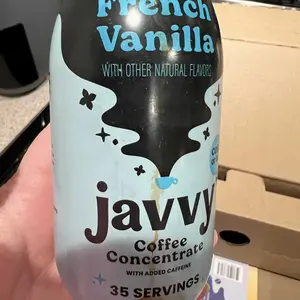 French
Vanilla
WITH OTHER NATURAL FLAVORS
javvy
Coffee
Concentrate
WITH ADDED CAFFEINE
35 SERVINGS